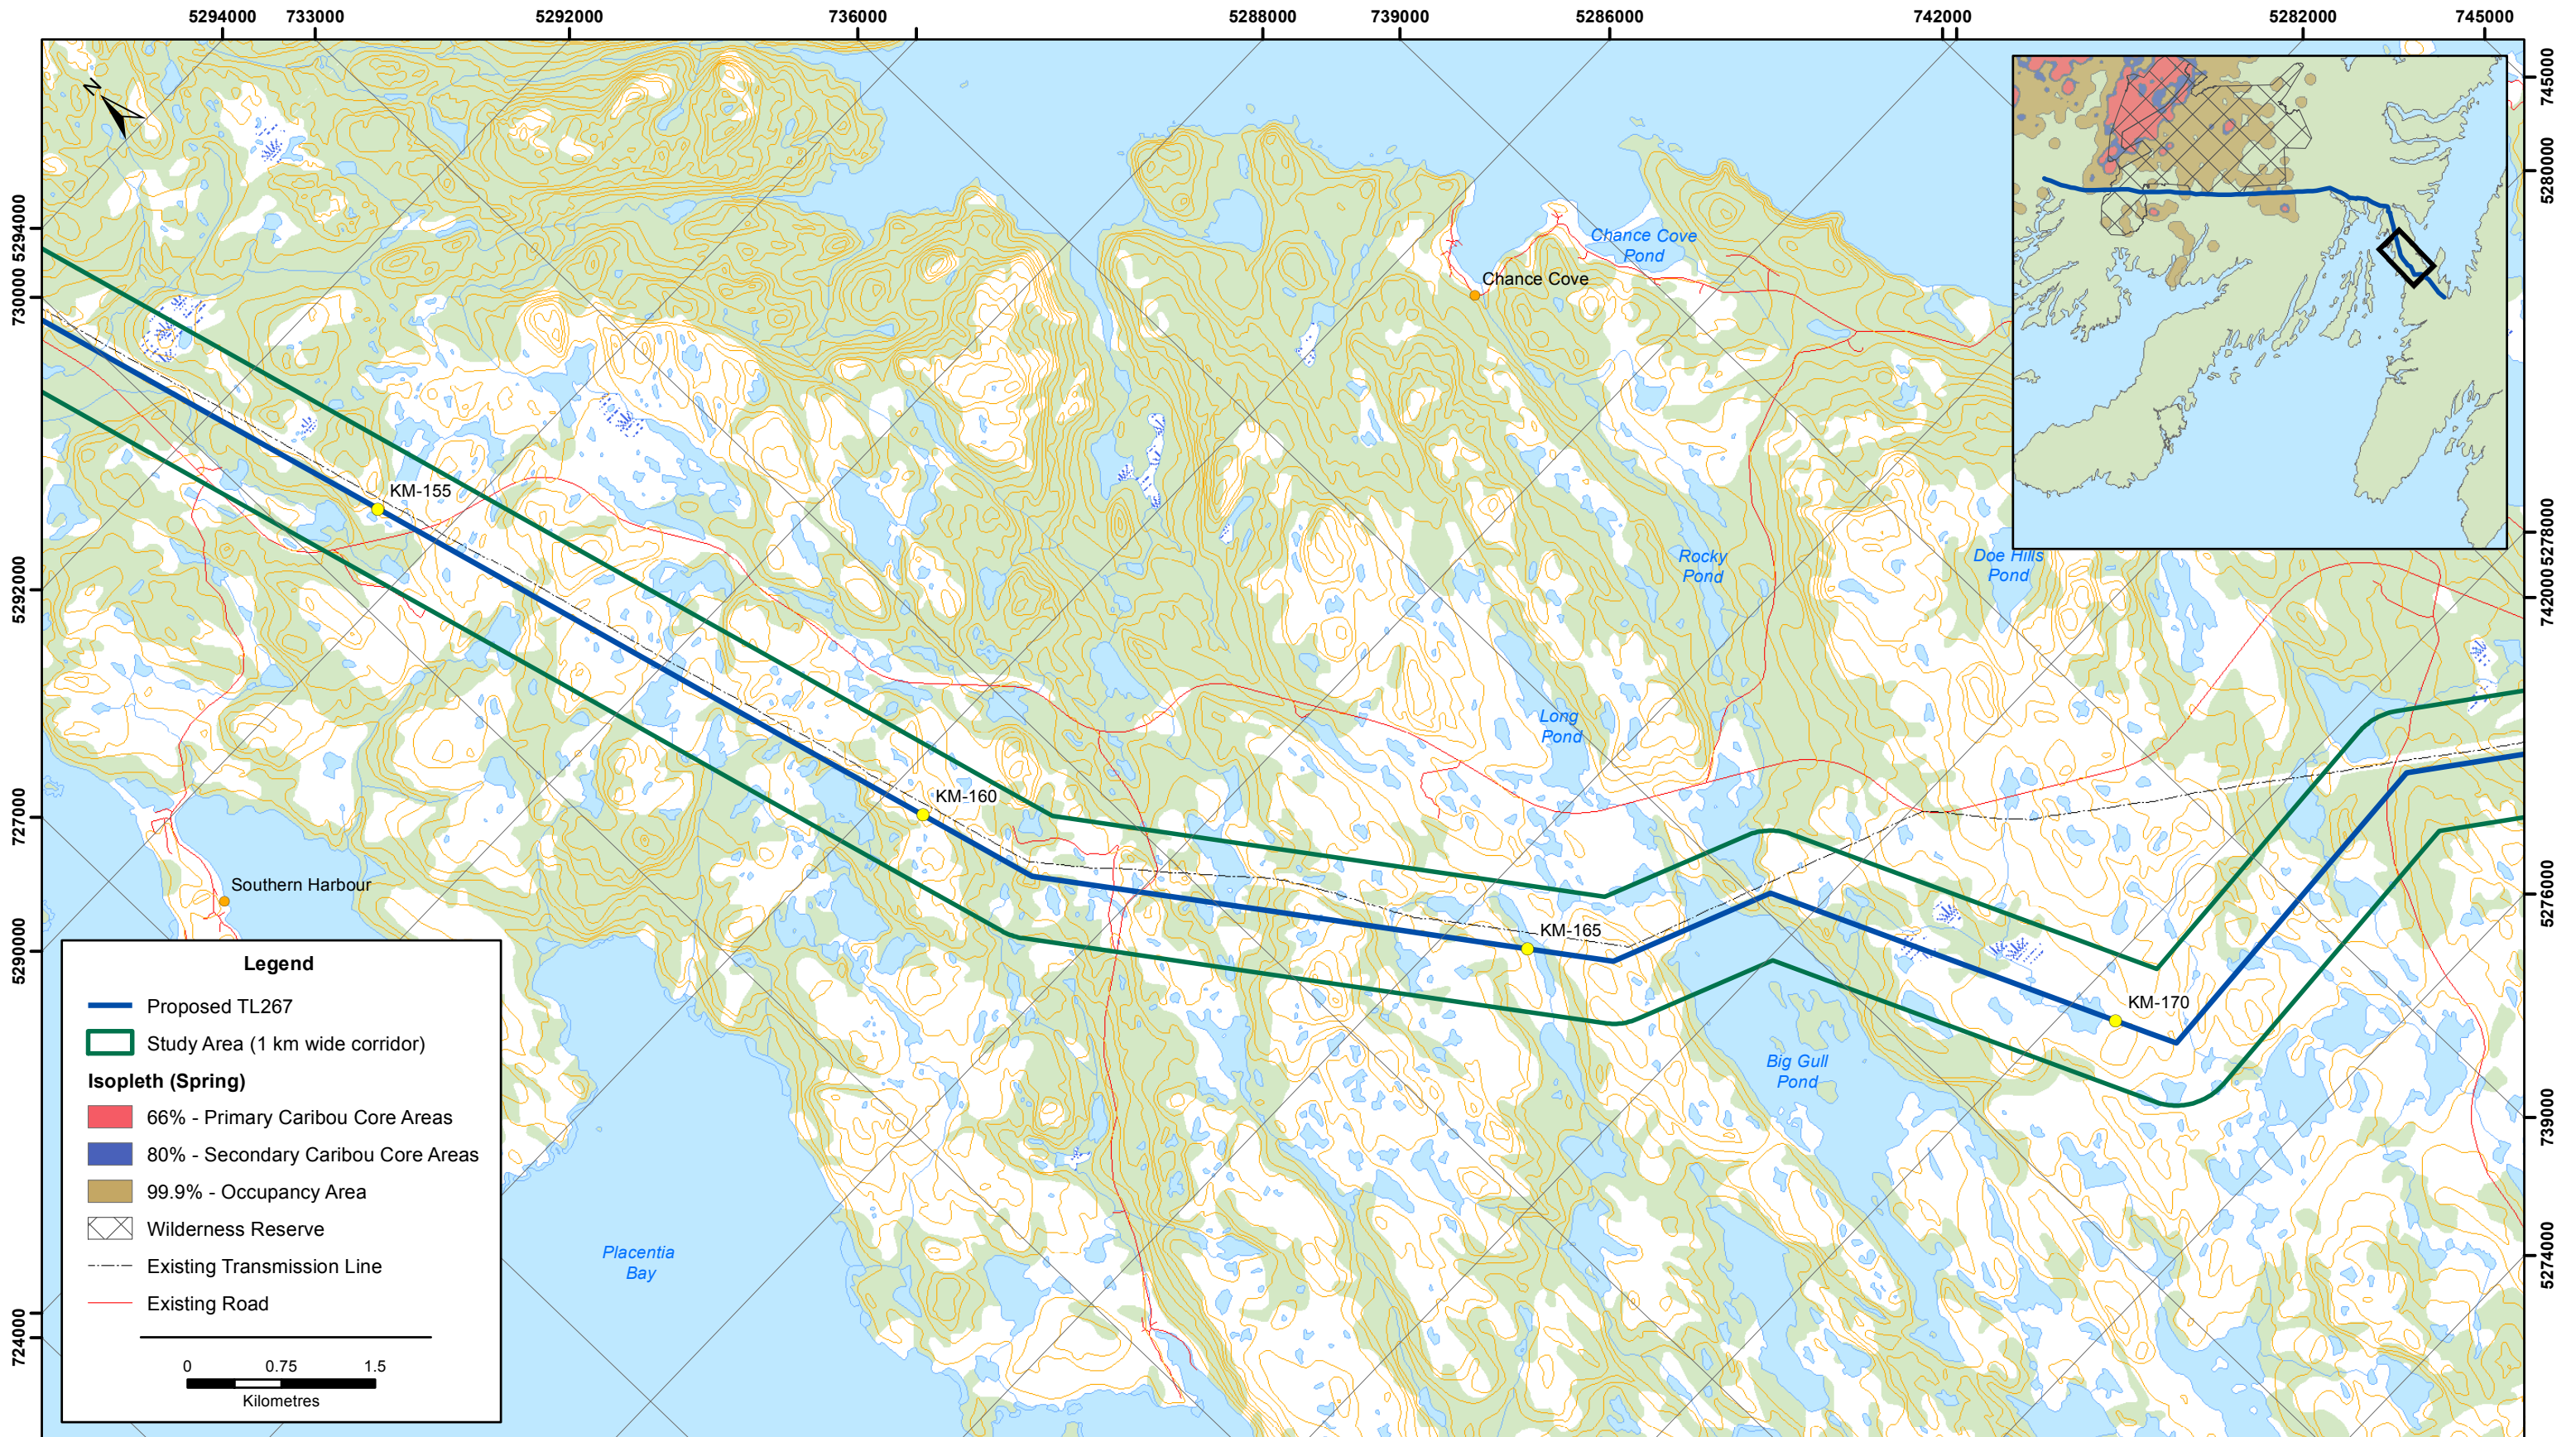 5294000 733000 5292000 736000 5288000 739000 5286000 742000 5282000 745000
N
745000
5280000
5278000
742000
5276000
739000
5274000
5294000
730000
5292000
727000
5290000
724000
Chance Cove
Pond
Chance Cove
KM-155
Rocky
Pond
Doe Hills
Pond
Long
Pond
KM-160
Southern Harbour
KM-165
KM-170
Big Gull
Pond
Placentia
Bay
Legend
Proposed TL267
Study Area (1 km wide corridor)
Isopleth (Spring)
66% - Primary Caribou Core Areas
80% - Secondary Caribou Core Areas
99.9% - Occupancy Area
Wilderness Reserve
Existing Transmission Line
Existing Road
0 0.75 1.5
Kilometres